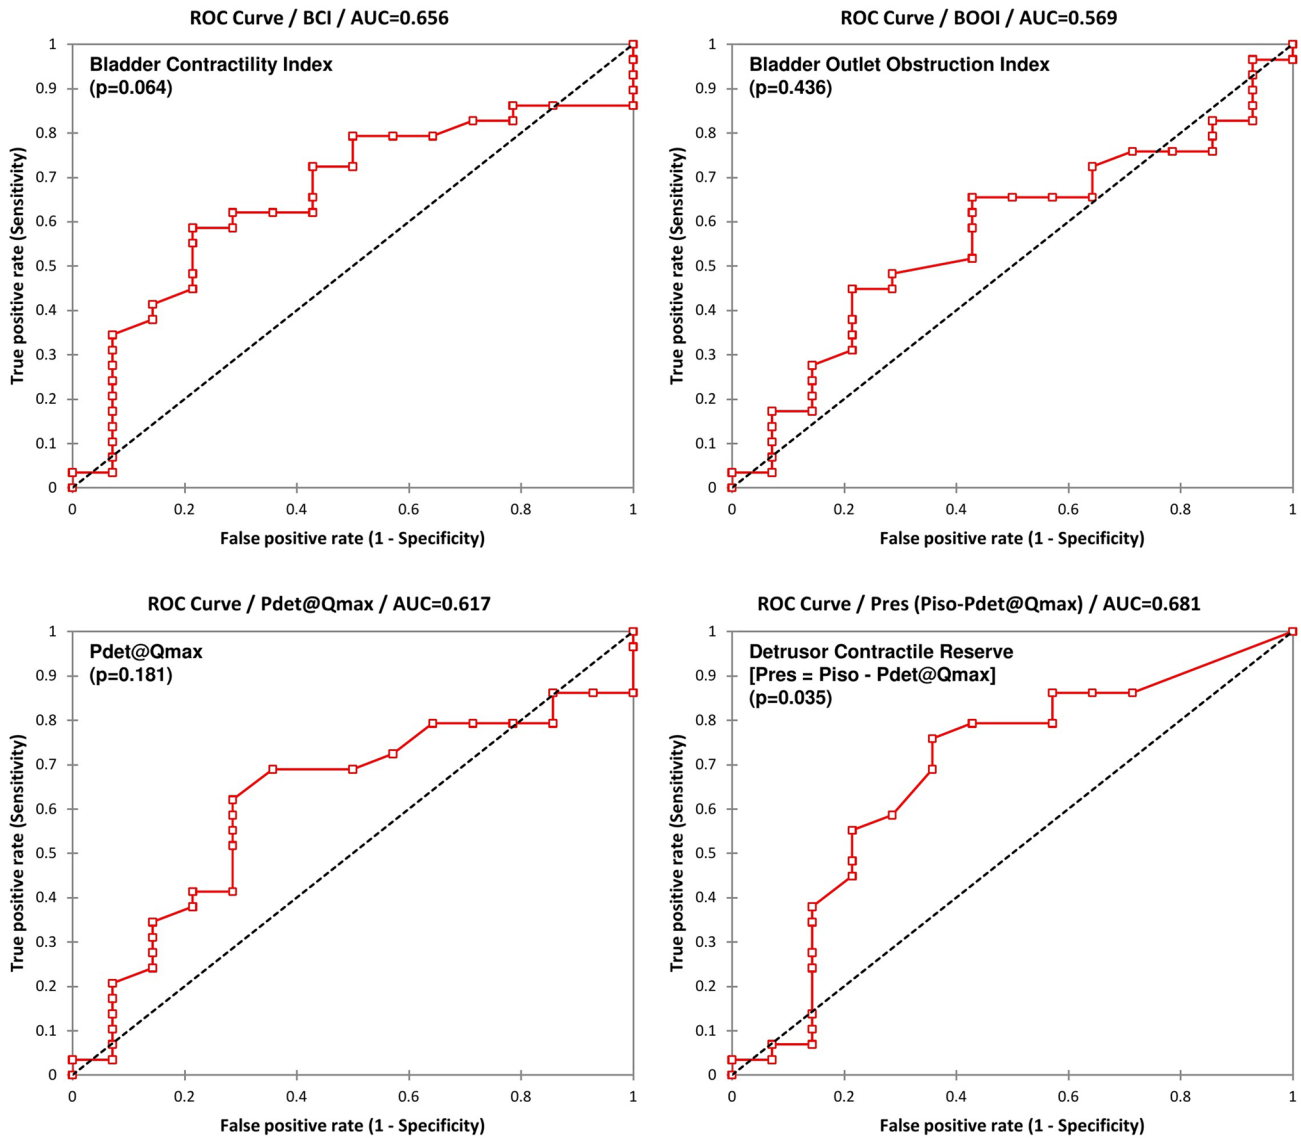 ROC Curve / BCI / AUC=0.656
Bladder Contractility Index
(p=0.064)
True positive rate (Sensitivity)
1
0.9
0.8
0.7
0.6
0.5
0.4
0.3
0.2
0.1
0
0 0.2 0.4 0.6 0.8 1
False positive rate (1 - Specificity)
ROC Curve / BOOI / AUC=0.569
Bladder Outlet Obstruction Index
(p=0.436)
True positive rate (Sensitivity)
1
0.9
0.8
0.7
0.6
0.5
0.4
0.3
0.2
0.1
0
0 0.2 0.4 0.6 0.8 1
False positive rate (1 - Specificity)
ROC Curve / Pdet@Qmax / AUC=0.617
Pdet@Qmax
(p=0.181)
True positive rate (Sensitivity)
1
0.9
0.8
0.7
0.6
0.5
0.4
0.3
0.2
0.1
0
0 0.2 0.4 0.6 0.8 1
False positive rate (1 - Specificity)
ROC Curve / Pres (Piso-Pdet@Qmax) / AUC=0.681
Detrusor Contractile Reserve
[Pres = Piso - Pdet@Qmax]
(p=0.035)
True positive rate (Sensitivity)
1
0.9
0.8
0.7
0.6
0.5
0.4
0.3
0.2
0.1
0
0 0.2 0.4 0.6 0.8 1
False positive rate (1 - Specificity)